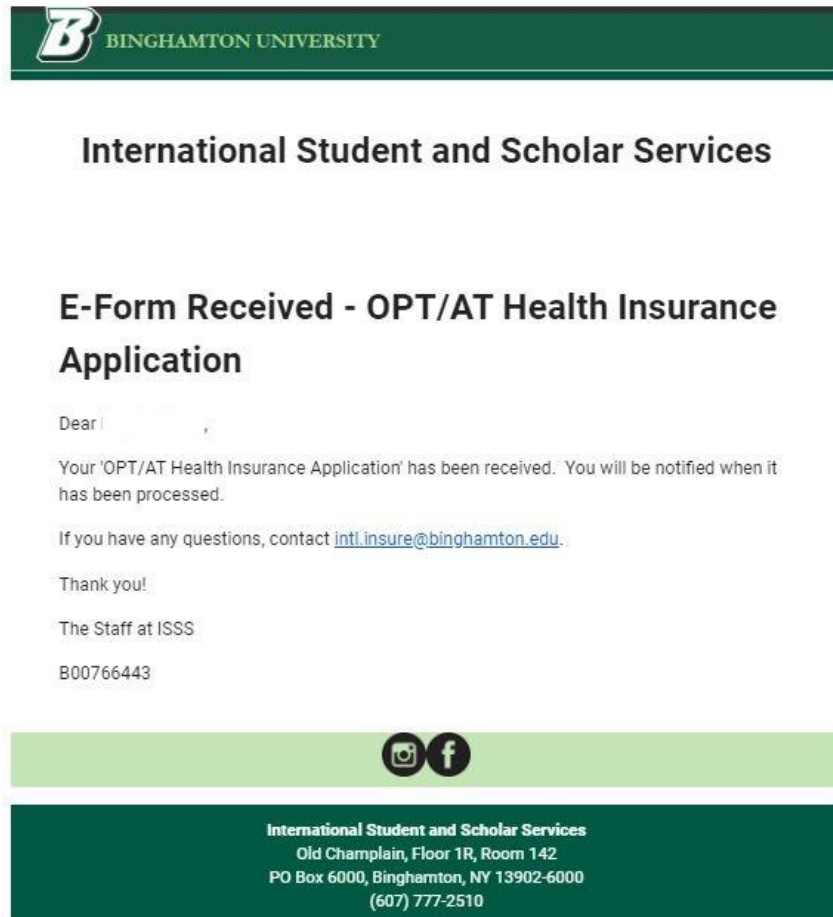 B BINGHAMTON UNIVERSITY
International Student and Scholar Services
E-Form Received - OPT/AT Health Insurance
Application
Dear ,
Your 'OPT/AT Health Insurance Application' has been received. You will be notified when it
has been processed.
If you have any questions, contact intl.insure@binghamton.edu.
Thank you!
The Staff at ISSS
B00766443
International Student and Scholar Services
Old Champlain, Floor 1R, Room 142
PO Box 6000, Binghamton, NY 13902-6000
(607) 777-2510